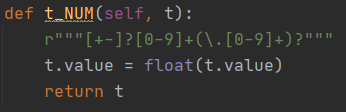 def t_NUM(self, t):
    r"""[+-]?[0-9]+(\.[0-9]+)?"""
    t.value = float(t.value)
    return t